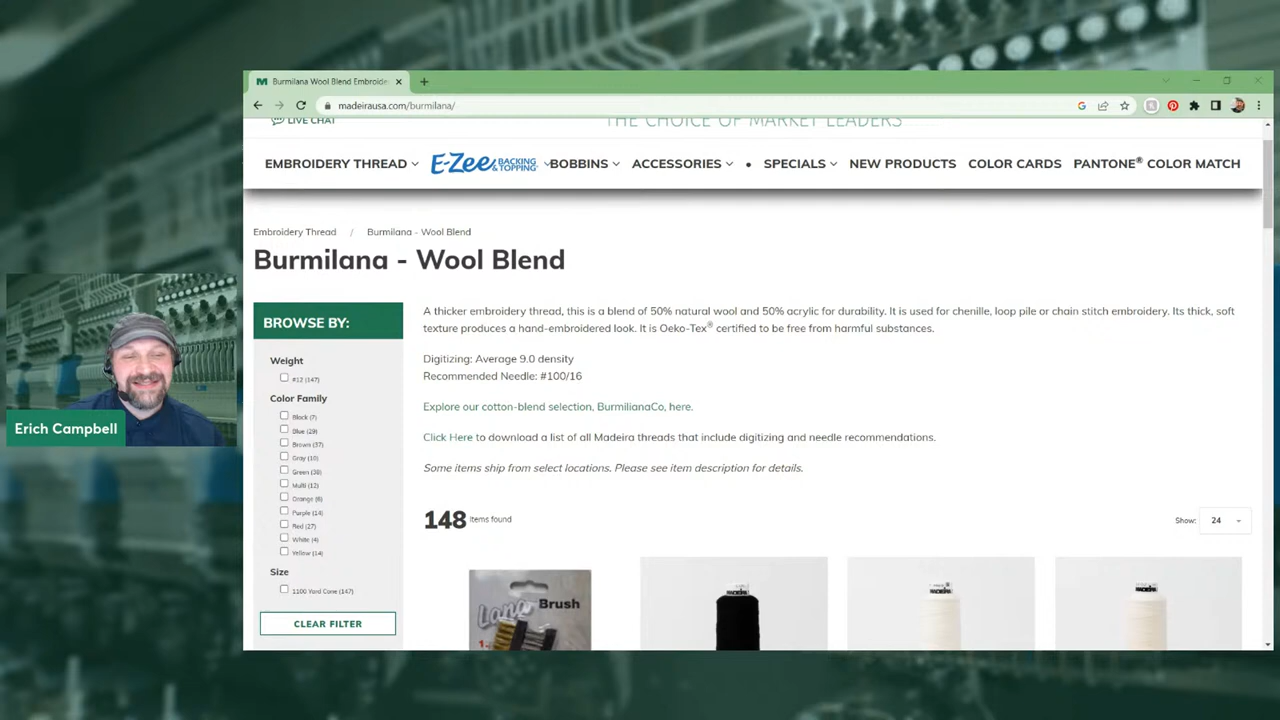 Burmilana Wool Blend Embroide
madeirausa.com/burmilana/
LIVE CHAT
THE CHOICE OF MARKET LEADERS
EMBROIDERY THREAD
E-Zee BACKING & TOPPING
BOBBINS
ACCESSORIES
SPECIALS
NEW PRODUCTS
COLOR CARDS
PANTONE® COLOR MATCH
Embroidery Thread / Burmilana - Wool Blend
Burmilana - Wool Blend
BROWSE BY:
Weight
#12 (147)
Color Family
Black (7)
Blue (29)
Brown (37)
Gray (10)
Green (38)
Multi (12)
Orange (6)
Purple (14)
Red (27)
White (4)
Yellow (14)
Size
1100 Yard Cone (147)
CLEAR FILTER
A thicker embroidery thread, this is a blend of 50% natural wool and 50% acrylic for durability. It is used for chenille, loop pile or chain stitch embroidery. Its thick, soft
texture produces a hand-embroidered look. It is Oeko-Tex® certified to be free from harmful substances.
Digitizing: Average 9.0 density
Recommended Needle: #100/16
Explore our cotton-blend selection, BurmilianaCo, here.
Click Here to download a list of all Madeira threads that include digitizing and needle recommendations.
Some items ship from select locations. Please see item description for details.
148 items found
Show: 24
Lana Brush
MADEIRA
MADEIRA
MADEIRA
Erich Campbell